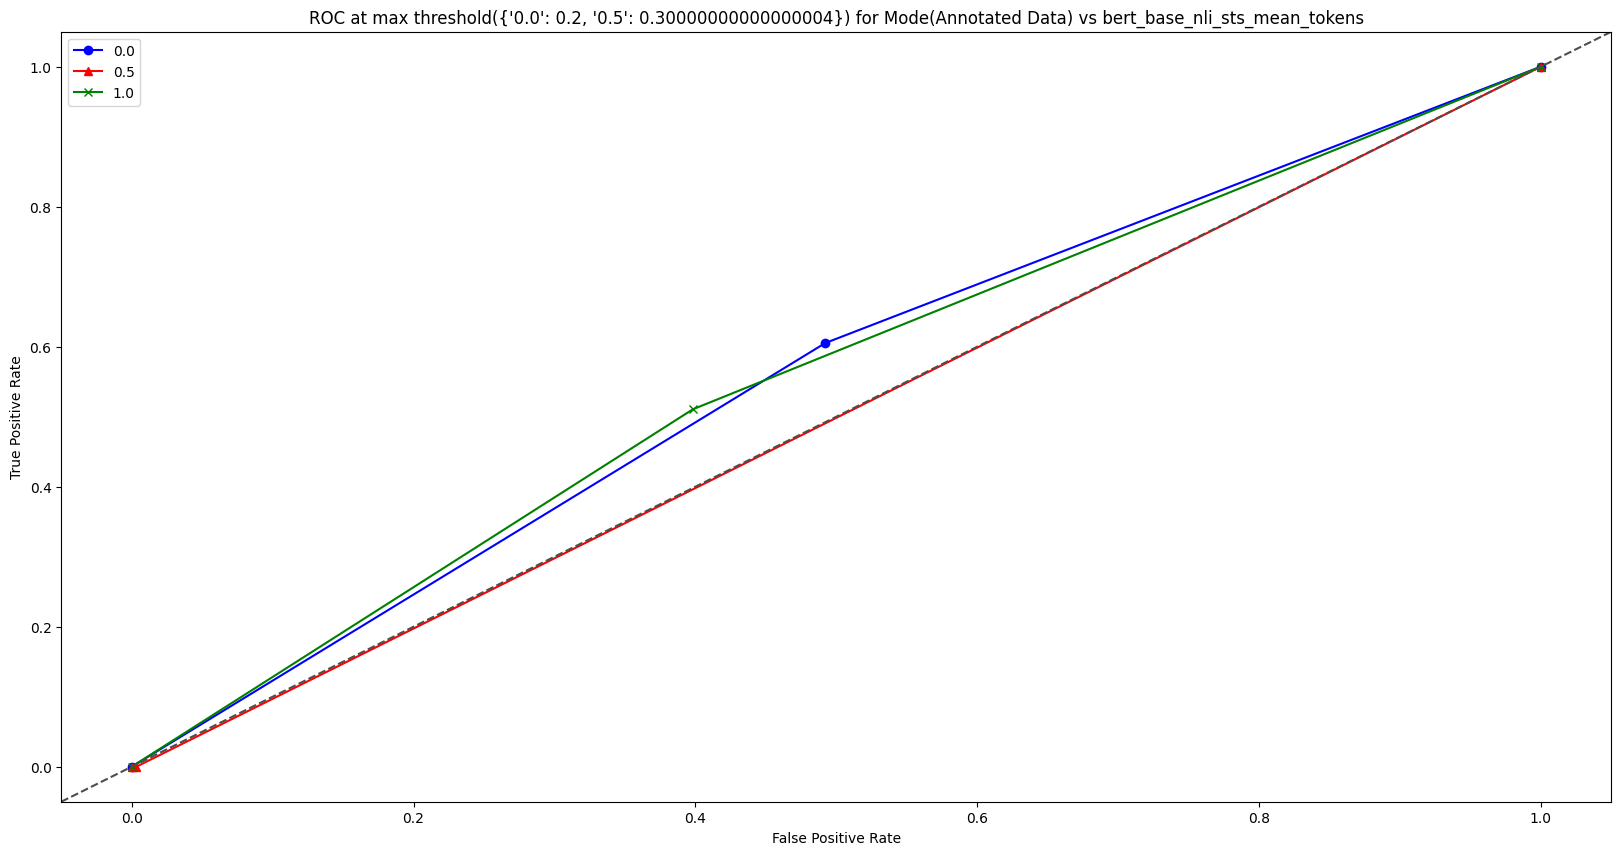 ROC at max threshold({'0.0': 0.2, '0.5': 0.30000000000000004}) for Mode(Annotated Data) vs bert_base_nli_sts_mean_tokens
0.0
0.5
1.0
1.0
0.8
0.6
0.4
0.2
0.0
True Positive Rate
0.0 0.2 0.4 0.6 0.8 1.0
False Positive Rate